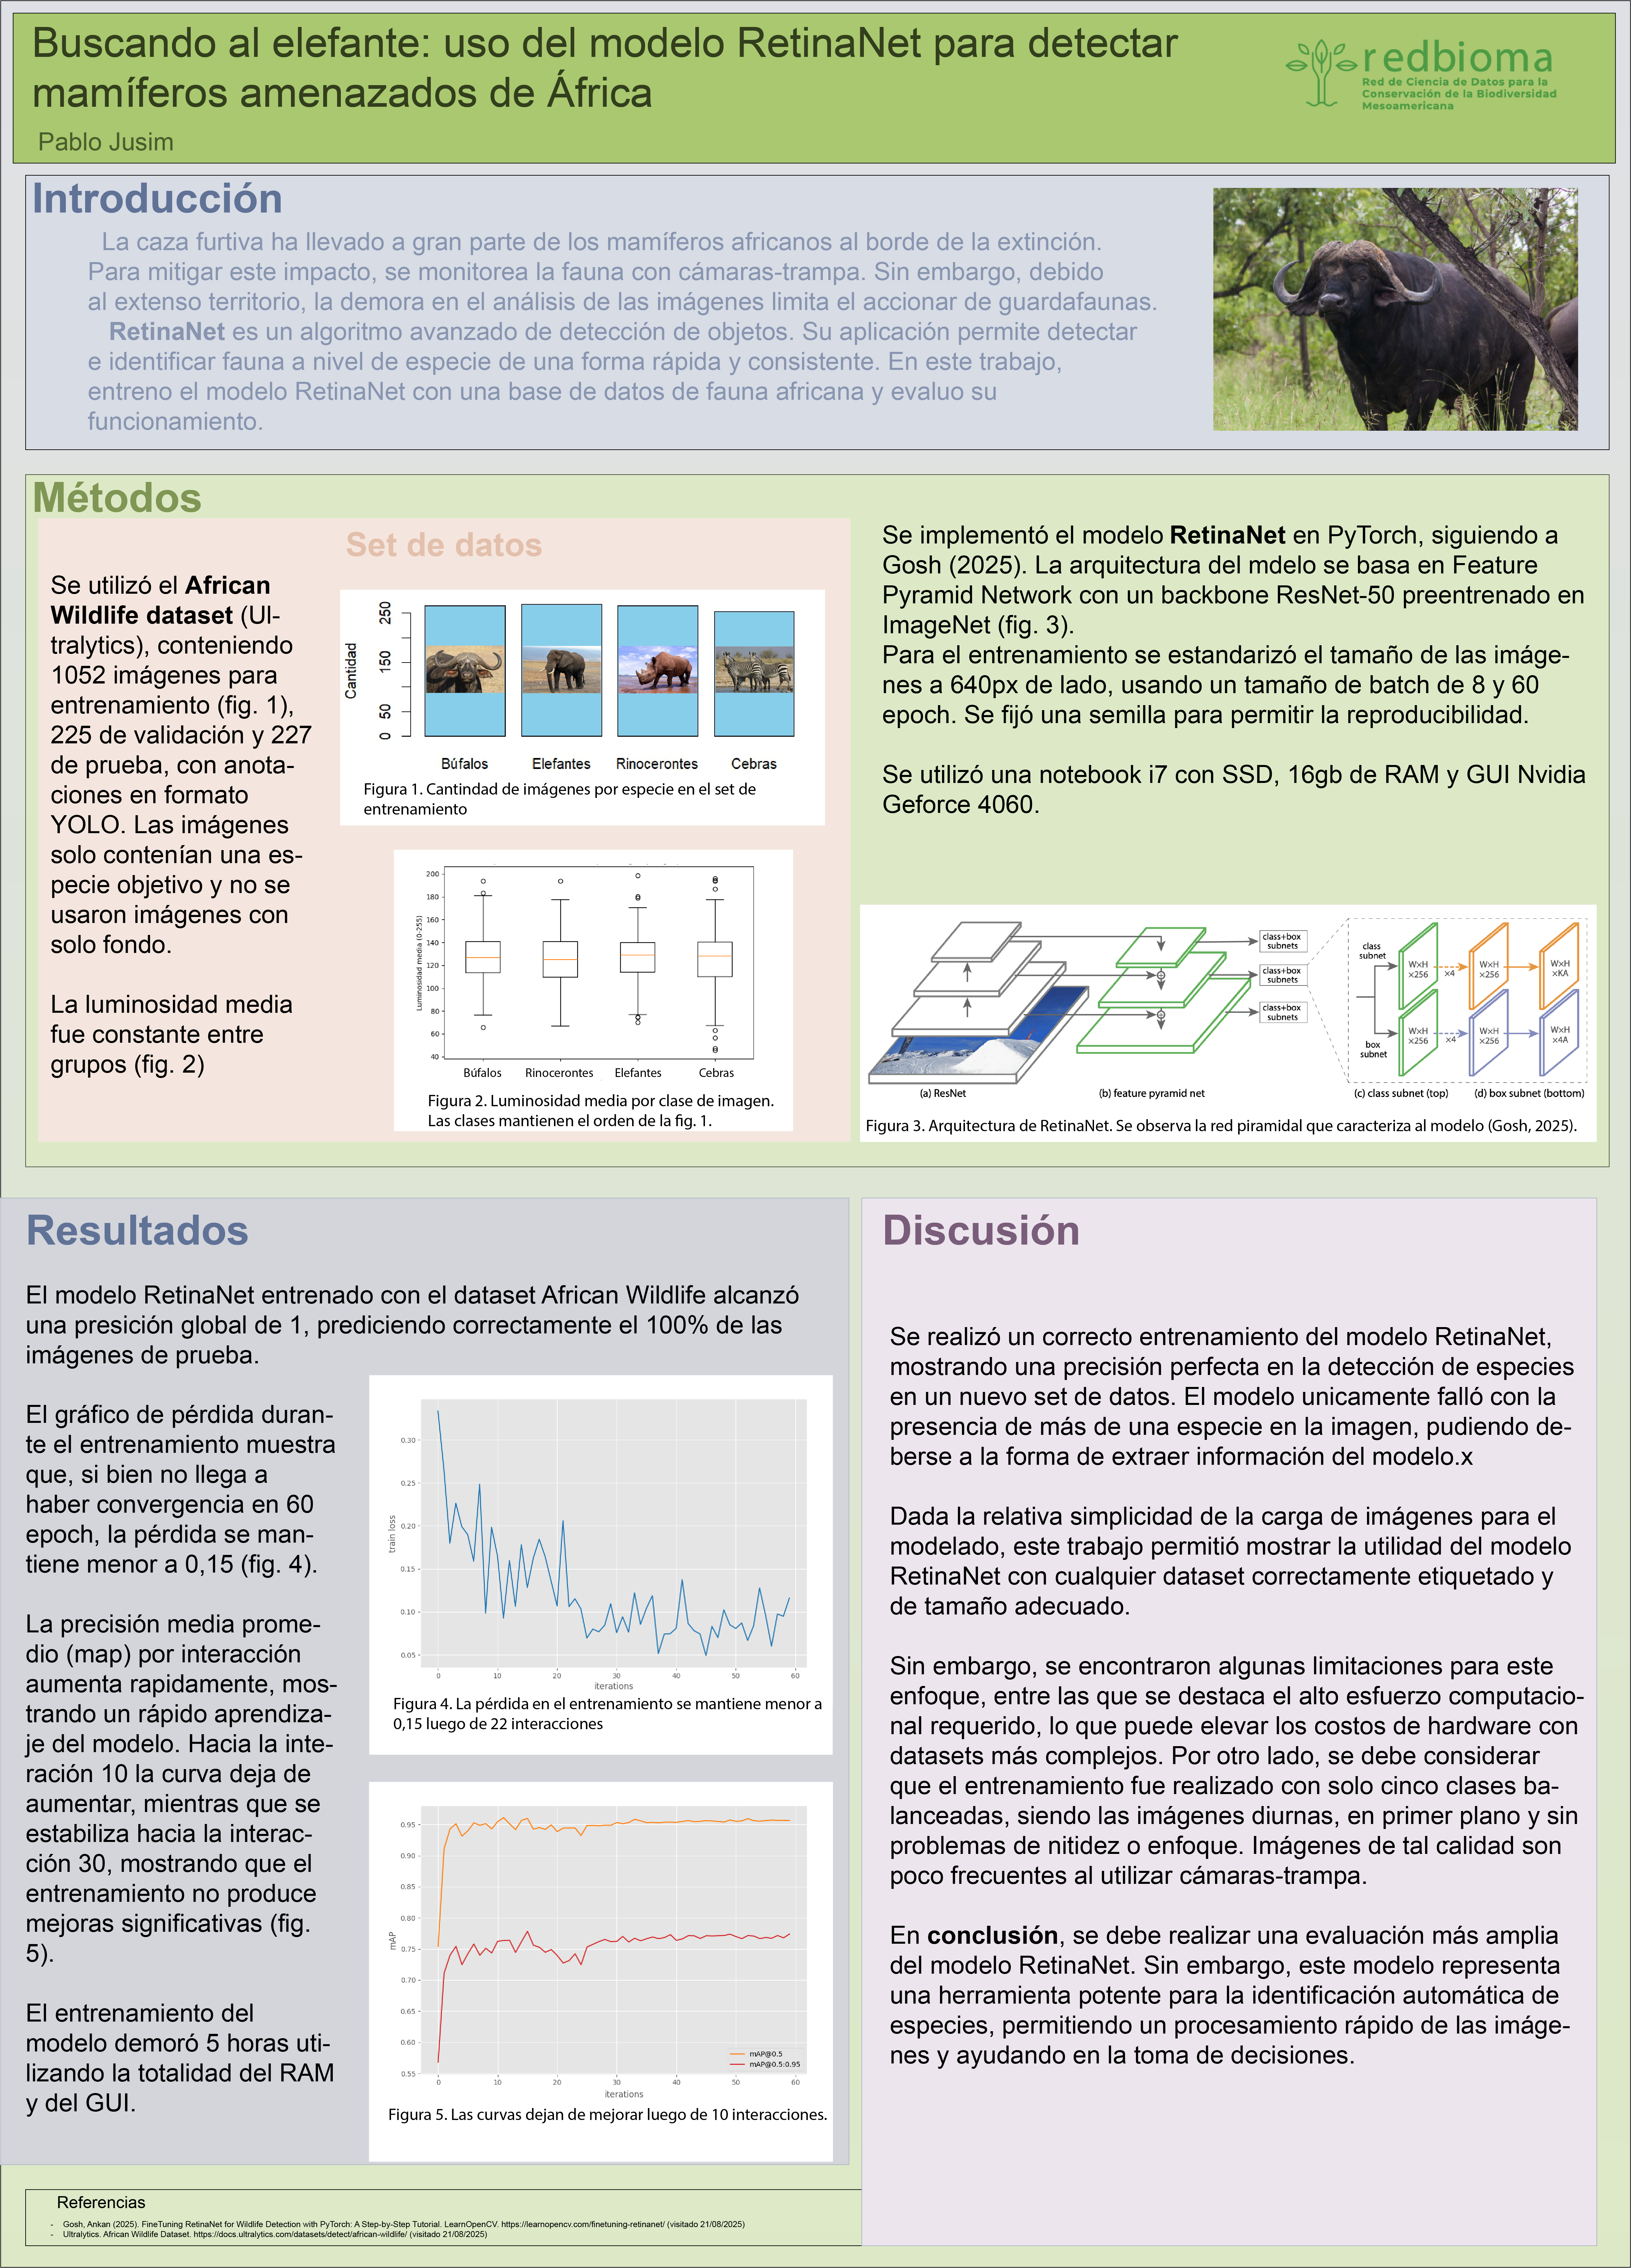 Buscando al elefante: uso del modelo RetinaNet para detectar
mamíferos amenazados de África
Pablo Jusim
redbioma
Red de Ciencia de Datos para la
Conservación de la Biodiversidad
Mesoamericana
Introducción
La caza furtiva ha llevado a gran parte de los mamíferos africanos al borde de la extinción.
Para mitigar este impacto, se monitorea la fauna con cámaras-trampa. Sin embargo, debido
al extenso territorio, la demora en el análisis de las imágenes limita el accionar de guardafaunas.
RetinaNet es un algoritmo avanzado de detección de objetos. Su aplicación permite detectar
e identificar fauna a nivel de especie de una forma rápida y consistente. En este trabajo,
entreno el modelo RetinaNet con una base de datos de fauna africana y evaluo su
funcionamiento.
Métodos
Set de datos
Se utilizó el African
Wildlife dataset (Ul-
tralytics), conteniendo
1052 imágenes para
entrenamiento (fig. 1),
225 de validación y 227
de prueba, con anota-
ciones en formato
YOLO. Las imágenes
solo contenían una es-
pecie objetivo y no se
usaron imágenes con
solo fondo.
La luminosidad media
fue constante entre
grupos (fig. 2)
Cantidad
250
150
50
0
Búfalos Elefantes Rinocerontes Cebras
Figura 1. Cantindad de imágenes por especie en el set de
entrenamiento
Luminosidad media (0-255)
200
180
160
140
120
100
80
60
40
Búfalos Rinocerontes Elefantes Cebras
Figura 2. Luminosidad media por clase de imagen.
Las clases mantienen el orden de la fig. 1.
Se implementó el modelo RetinaNet en PyTorch, siguiendo a
Gosh (2025). La arquitectura del mdelo se basa en Feature
Pyramid Network con un backbone ResNet-50 preentrenado en
ImageNet (fig. 3).
Para el entrenamiento se estandarizó el tamaño de las imáge-
nes a 640px de lado, usando un tamaño de batch de 8 y 60
epoch. Se fijó una semilla para permitir la reproducibilidad.
Se utilizó una notebook i7 con SSD, 16gb de RAM y GUI Nvidia
Geforce 4060.
class+box
subnets
class+box
subnets
class+box
subnets
class
subnet
W×H
×256
×4
W×H
×256
W×H
×KA
box
subnet
W×H
×256
×4
W×H
×256
W×H
×4A
(a) ResNet (b) feature pyramid net (c) class subnet (top) (d) box subnet (bottom)
Figura 3. Arquitectura de RetinaNet. Se observa la red piramidal que caracteriza al modelo (Gosh, 2025).
Resultados
El modelo RetinaNet entrenado con el dataset African Wildlife alcanzó
una presición global de 1, prediciendo correctamente el 100% de las
imágenes de prueba.
El gráfico de pérdida duran-
te el entrenamiento muestra
que, si bien no llega a
haber convergencia en 60
epoch, la pérdida se man-
tiene menor a 0,15 (fig. 4).
La precisión media prome-
dio (map) por interacción
aumenta rapidamente, mos-
trando un rápido aprendiza-
je del modelo. Hacia la inte-
ración 10 la curva deja de
aumentar, mientras que se
estabiliza hacia la interac-
ción 30, mostrando que el
entrenamiento no produce
mejoras significativas (fig.
5).
El entrenamiento del
modelo demoró 5 horas uti-
lizando la totalidad del RAM
y del GUI.
train loss
0.30
0.25
0.20
0.15
0.10
0.05
0 10 20 30 40 50 60
iterations
Figura 4. La pérdida en el entrenamiento se mantiene menor a
0,15 luego de 22 interacciones
mAP
0.95
0.90
0.85
0.80
0.75
0.70
0.65
0.60
0.55
mAP@0.5
mAP@0.5:0.95
0 10 20 30 40 50 60
iterations
Figura 5. Las curvas dejan de mejorar luego de 10 interacciones.
Discusión
Se realizó un correcto entrenamiento del modelo RetinaNet,
mostrando una precisión perfecta en la detección de especies
en un nuevo set de datos. El modelo unicamente falló con la
presencia de más de una especie en la imagen, pudiendo de-
berse a la forma de extraer información del modelo.x
Dada la relativa simplicidad de la carga de imágenes para el
modelado, este trabajo permitió mostrar la utilidad del modelo
RetinaNet con cualquier dataset correctamente etiquetado y
de tamaño adecuado.
Sin embargo, se encontraron algunas limitaciones para este
enfoque, entre las que se destaca el alto esfuerzo computacio-
nal requerido, lo que puede elevar los costos de hardware con
datasets más complejos. Por otro lado, se debe considerar
que el entrenamiento fue realizado con solo cinco clases ba-
lanceadas, siendo las imágenes diurnas, en primer plano y sin
problemas de nitidez o enfoque. Imágenes de tal calidad son
poco frecuentes al utilizar cámaras-trampa.
En conclusión, se debe realizar una evaluación más amplia
del modelo RetinaNet. Sin embargo, este modelo representa
una herramienta potente para la identificación automática de
especies, permitiendo un procesamiento rápido de las imáge-
nes y ayudando en la toma de decisiones.
Referencias
- Gosh, Ankan (2025). FineTuning RetinaNet for Wildlife Detection with PyTorch: A Step-by-Step Tutorial. LearnOpenCV. https://learnopencv.com/finetuning-retinanet/ (visitado 21/08/2025)
- Ultralytics. African Wildlife Dataset. https://docs.ultralytics.com/datasets/detect/african-wildlife/ (visitado 21/08/2025)